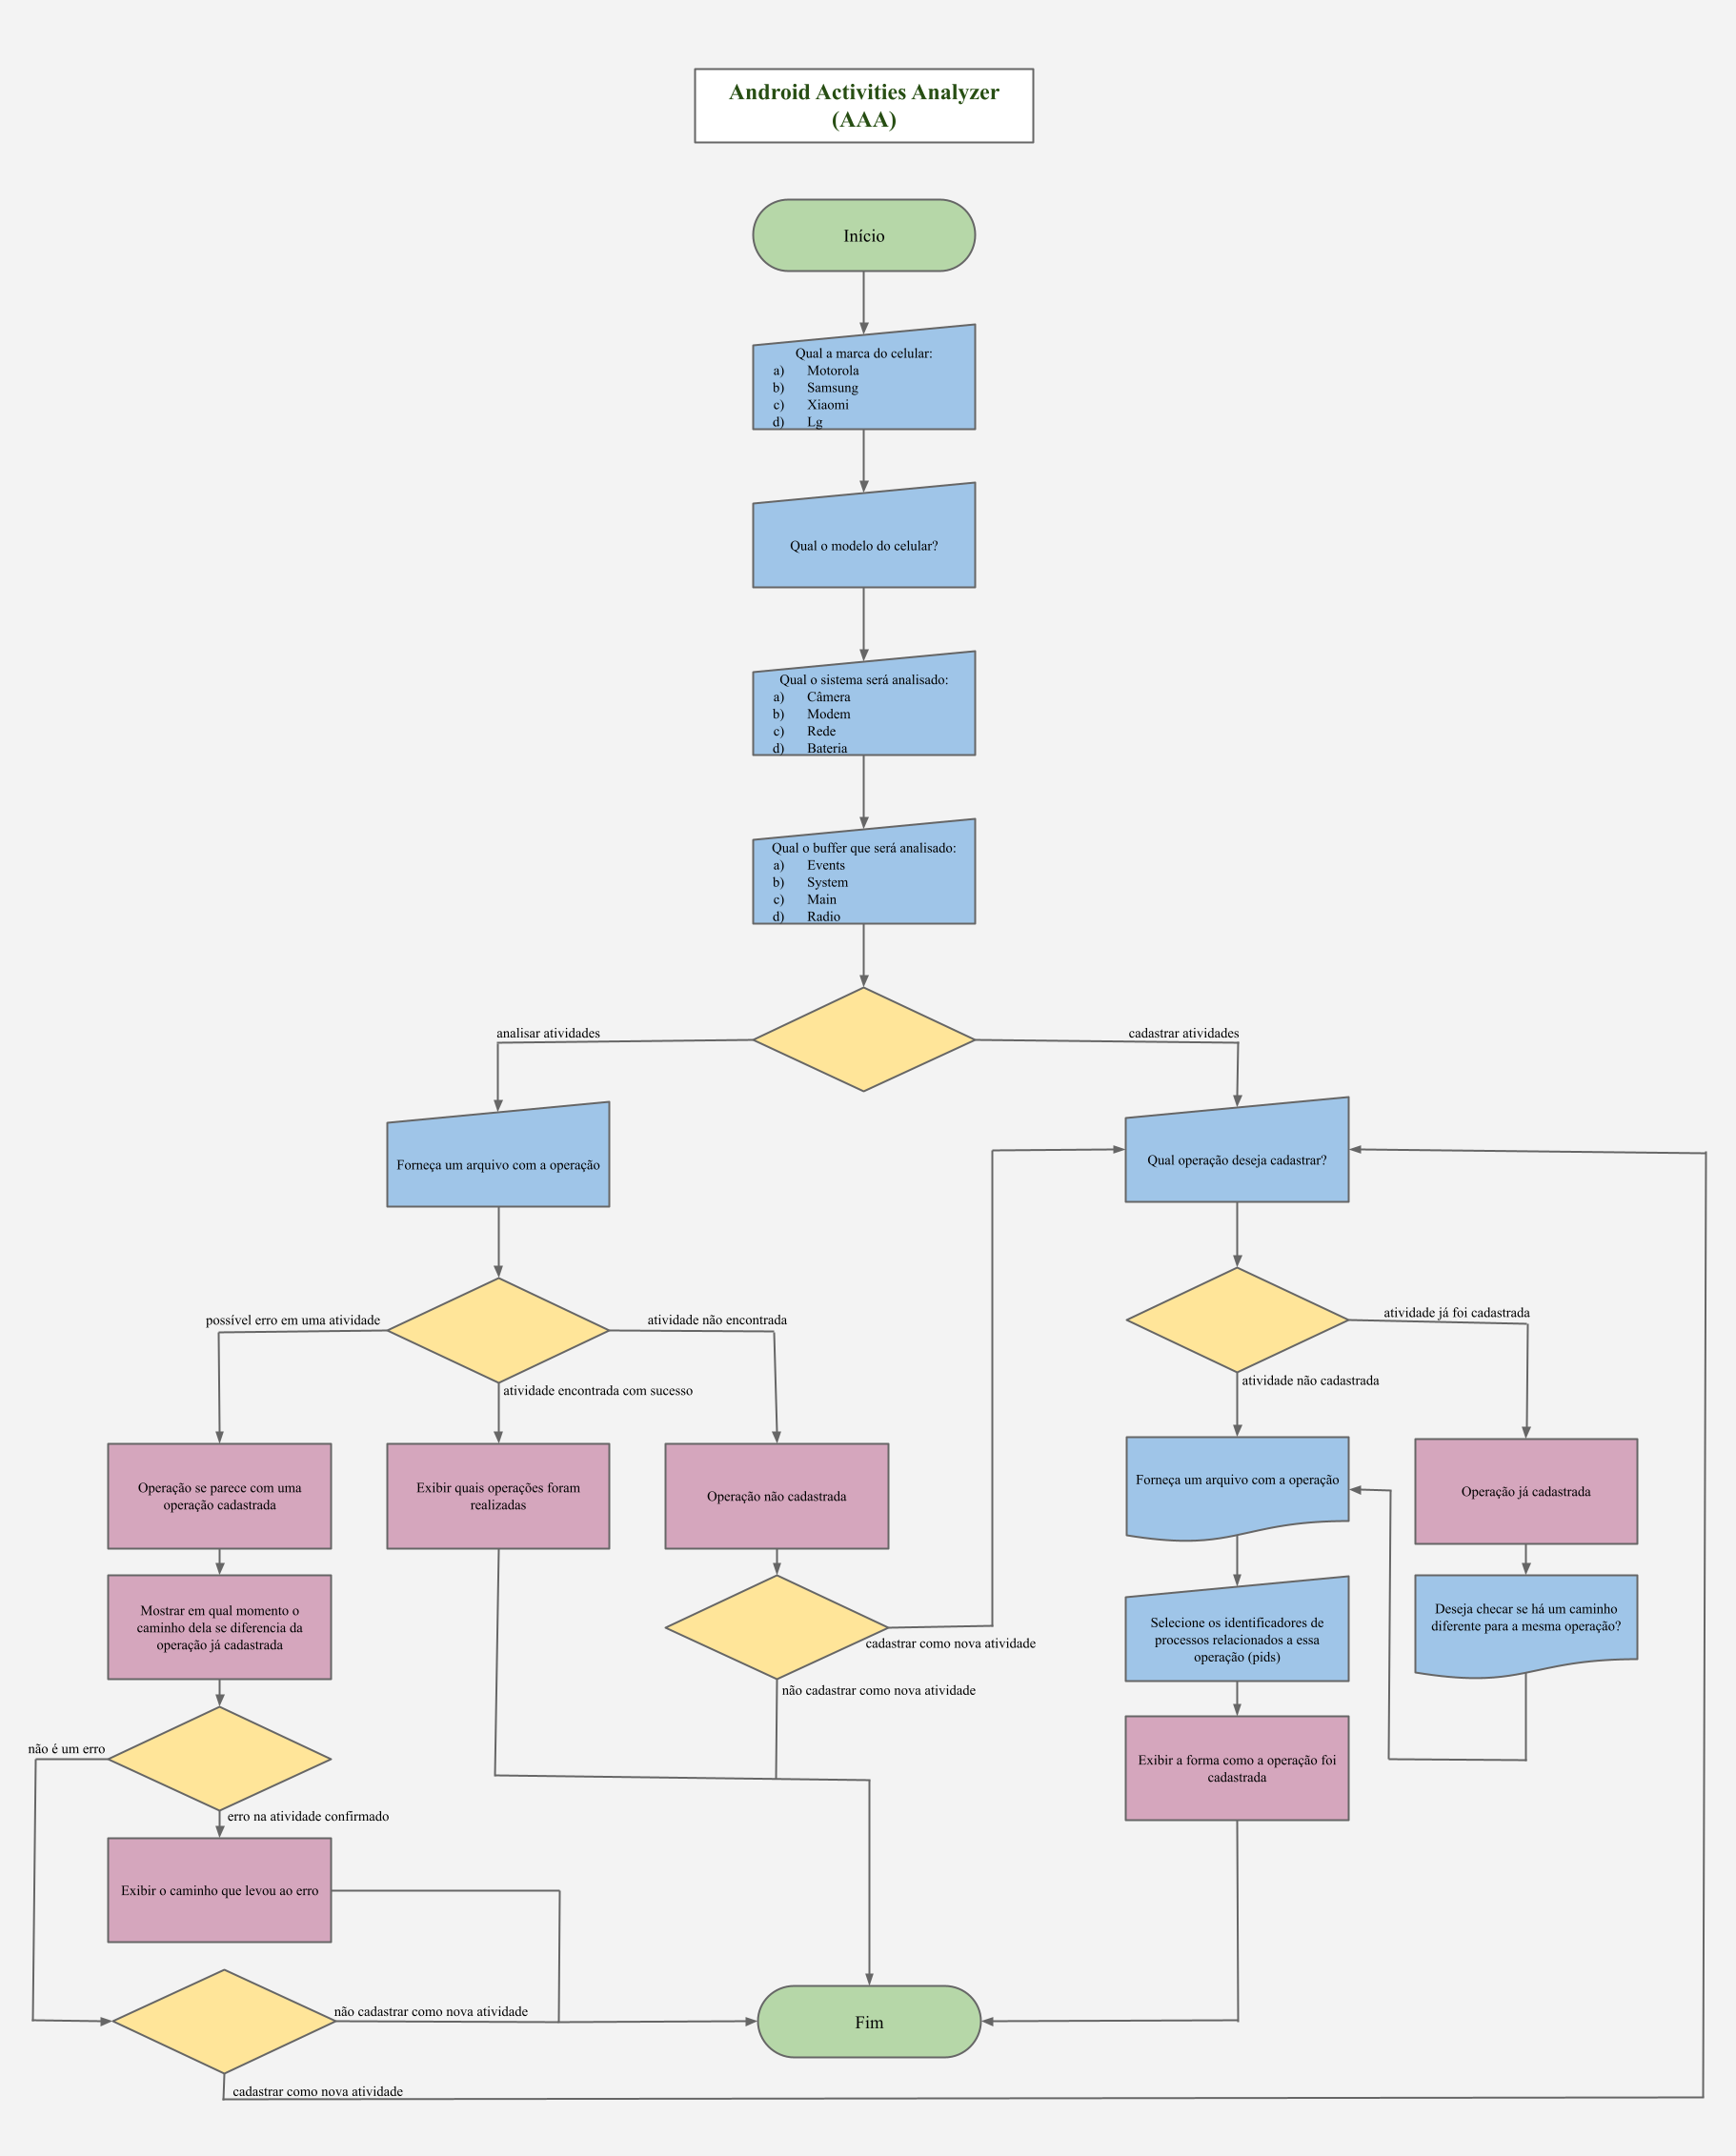 Android Activities Analyzer
(AAA)
Início
Qual a marca do celular:
a) Motorola
b) Samsung
c) Xiaomi
d) Lg
Qual o modelo do celular?
Qual o sistema será analisado:
a) Câmera
b) Modem
c) Rede
d) Bateria
Qual o buffer que será analisado:
a) Events
b) System
c) Main
d) Radio
analisar atividades
cadastrar atividades
Forneça um arquivo com a operação
Qual operação deseja cadastrar?
possível erro em uma atividade
atividade não encontrada
atividade encontrada com sucesso
atividade já foi cadastrada
atividade não cadastrada
Operação se parece com uma
operação cadastrada
Exibir quais operações foram
realizadas
Operação não cadastrada
Forneça um arquivo com a operação
Operação já cadastrada
Mostrar em qual momento o
caminho dela se diferencia da
operação já cadastrada
cadastrar como nova atividade
não cadastrar como nova atividade
Selecione os identificadores de
processos relacionados a essa
operação (pids)
Deseja checar se há um caminho
diferente para a mesma operação?
não é um erro
erro na atividade confirmado
Exibir a forma como a operação foi
cadastrada
Exibir o caminho que levou ao erro
não cadastrar como nova atividade
Fim
cadastrar como nova atividade